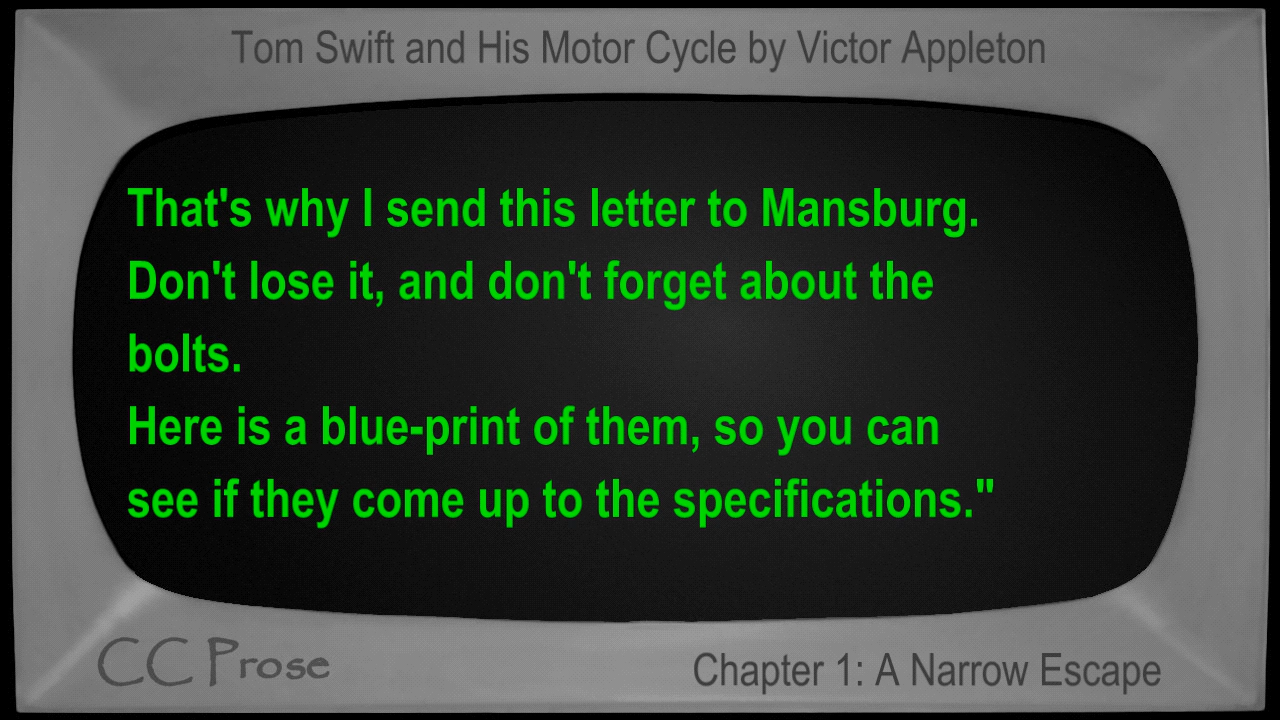 Tom Swift and His Motor Cycle by Victor Appleton
That's why I send this letter to Mansburg.
Don't lose it, and don't forget about the
bolts.
Here is a blue-print of them, so you can
see if they come up to the specifications."
CC Prose
Chapter 1: A Narrow Escape